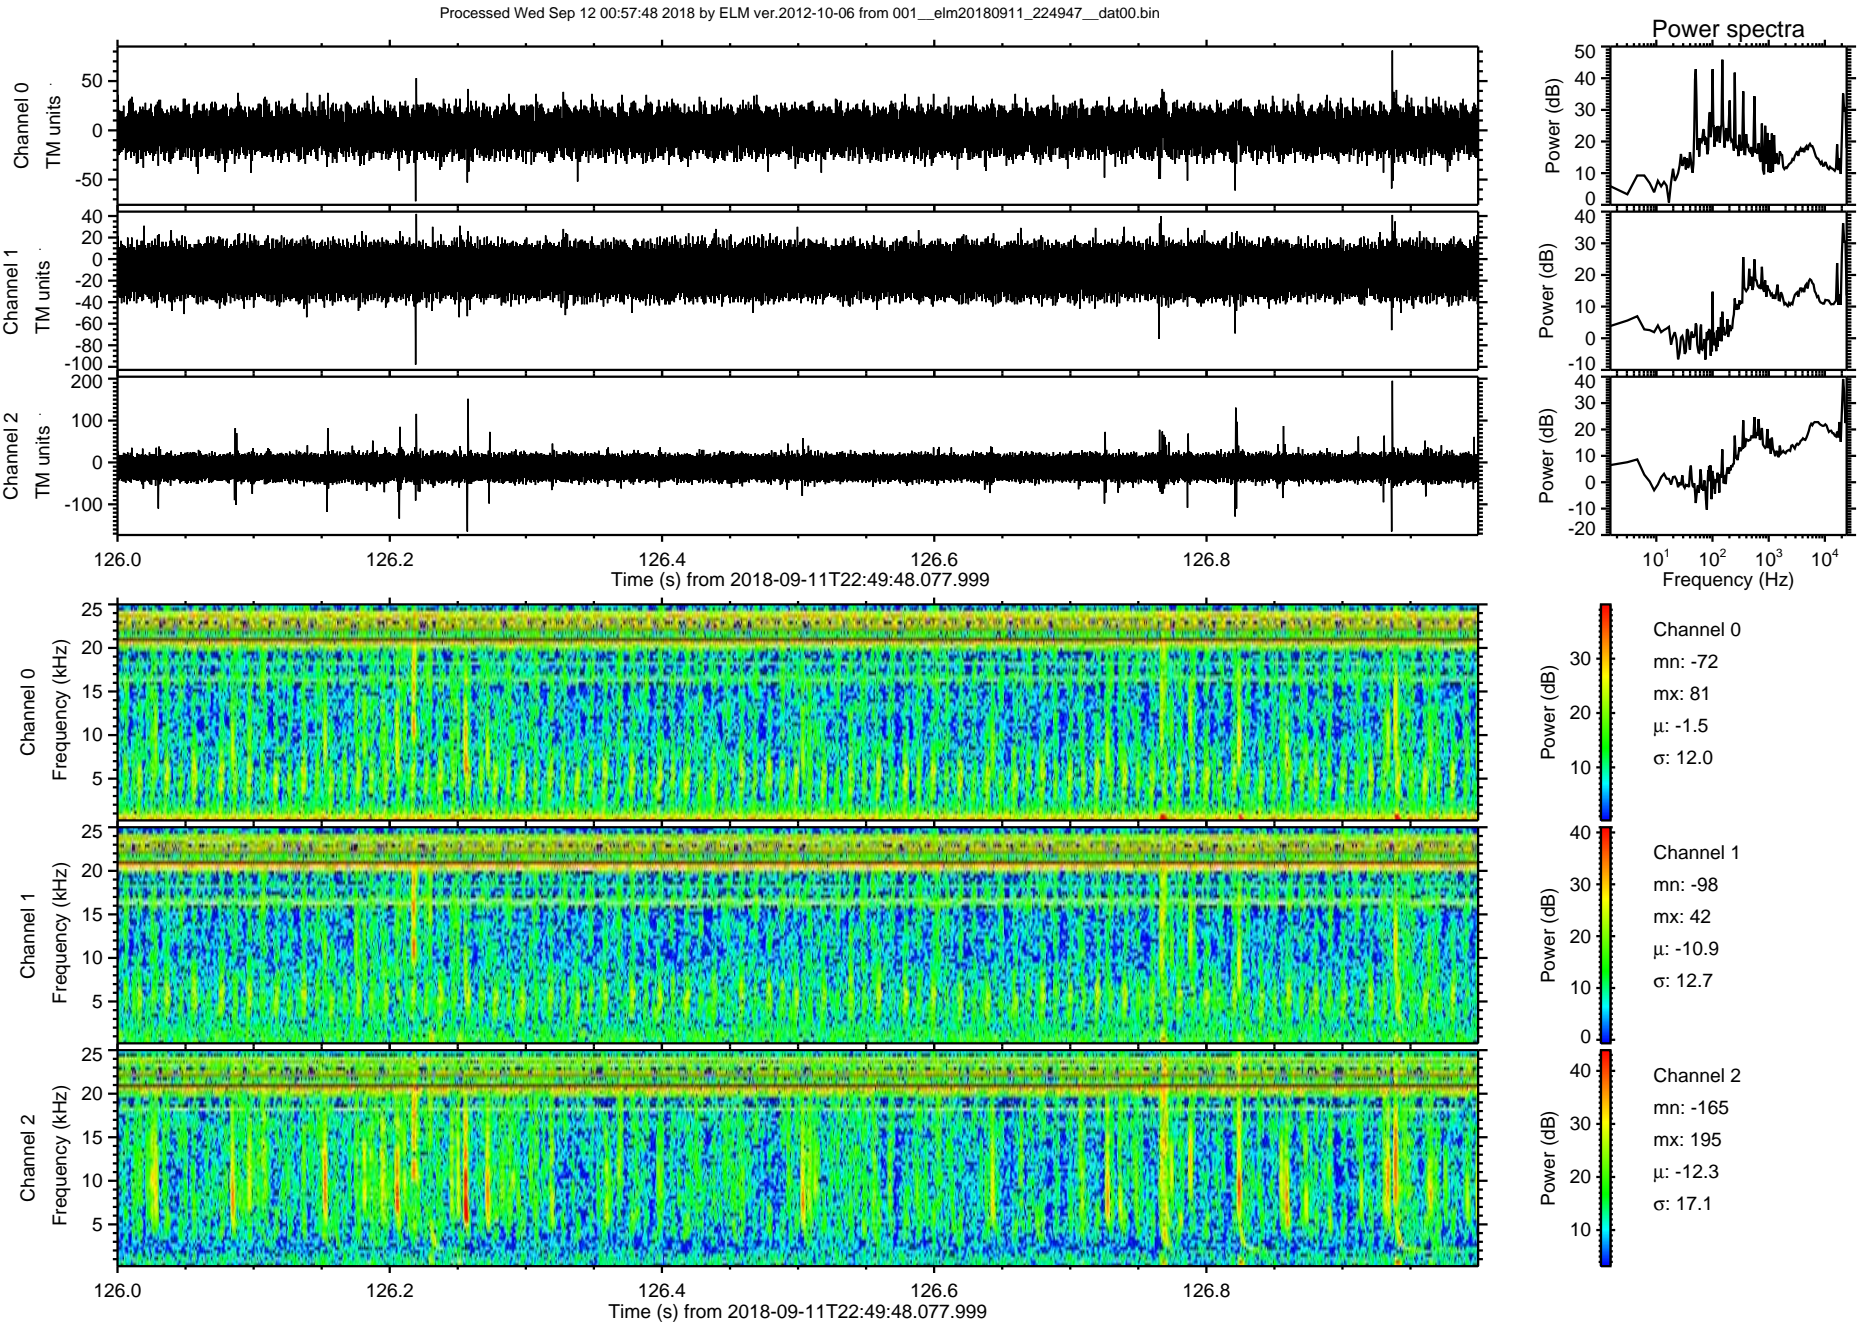 Processed Wed Sep 12 00:57:48 2018 by ELM ver.2012-10-06 from 001__elm20180911_224947__dat00.bin
Power spectra
Channel 0
TM units
50
0
-50
Power (dB)
50
40
30
20
10
0
Channel 1
TM units
40
20
0
-20
-40
-60
-80
-100
Power (dB)
40
30
20
10
0
-10
Channel 2
TM units
200
100
0
-100
Power (dB)
40
30
20
10
0
-10
-20
126.0 126.2 126.4 126.6 126.8
Time (s) from 2018-09-11T22:49:48.077.999
10^1 10^2 10^3 10^4
Frequency (Hz)
Channel 0
Frequency (kHz)
25
20
15
10
5
Power (dB)
30
20
10
Channel 0
mn: -72
mx: 81
μ: -1.5
σ: 12.0
Channel 1
Frequency (kHz)
25
20
15
10
5
Power (dB)
40
30
20
10
0
Channel 1
mn: -98
mx: 42
μ: -10.9
σ: 12.7
Channel 2
Frequency (kHz)
25
20
15
10
5
Power (dB)
40
30
20
10
Channel 2
mn: -165
mx: 195
μ: -12.3
σ: 17.1
126.0 126.2 126.4 126.6 126.8
Time (s) from 2018-09-11T22:49:48.077.999